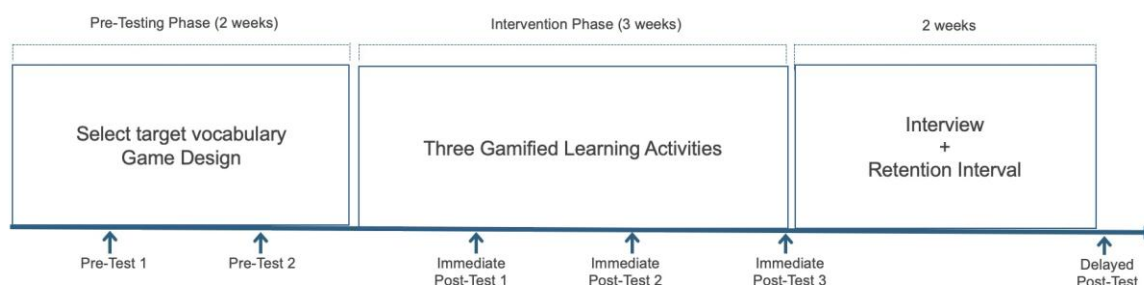 Pre-Testing Phase (2 weeks)
Intervention Phase (3 weeks)
2 weeks
Select target vocabulary
Game Design
Three Gamified Learning Activities
Interview
+
Retention Interval
Pre-Test 1
Pre-Test 2
Immediate
Post-Test 1
Immediate
Post-Test 2
Immediate
Post-Test 3
Delayed
Post-Test